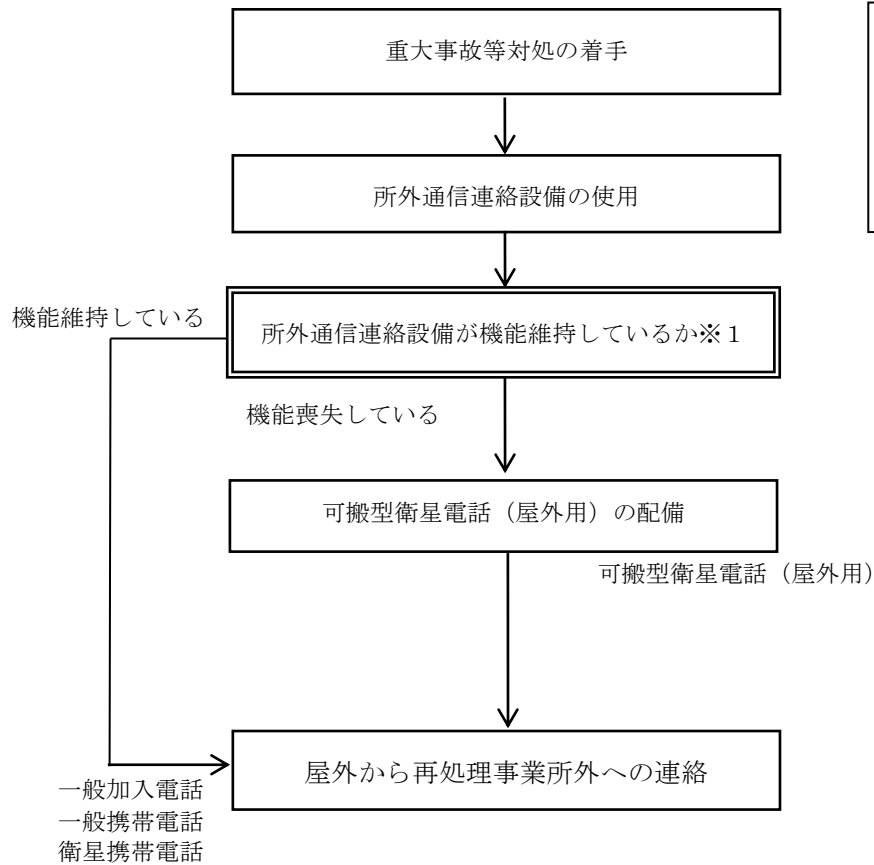 重大事故等対処の着手
所外通信連絡設備の使用
機能維持している
所外通信連絡設備が機能維持しているか※１
機能喪失している
可搬型衛星電話（屋外用）の配備
可搬型衛星電話（屋外用）
屋外から再処理事業所外への連絡
一般加入電話
一般携帯電話
衛星携帯電話